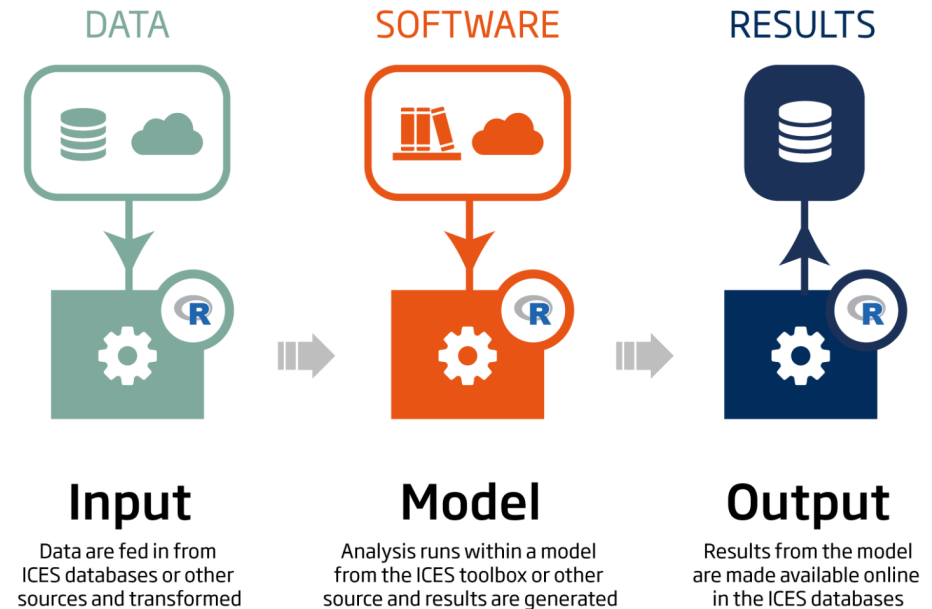 DATA
SOFTWARE
RESULTS
R
R
R
Input
Data are fed in from
ICES databases or other
sources and transformed
Model
Analysis runs within a model
from the ICES toolbox or other
source and results are generated
Output
Results from the model
are made available online
in the ICES databases